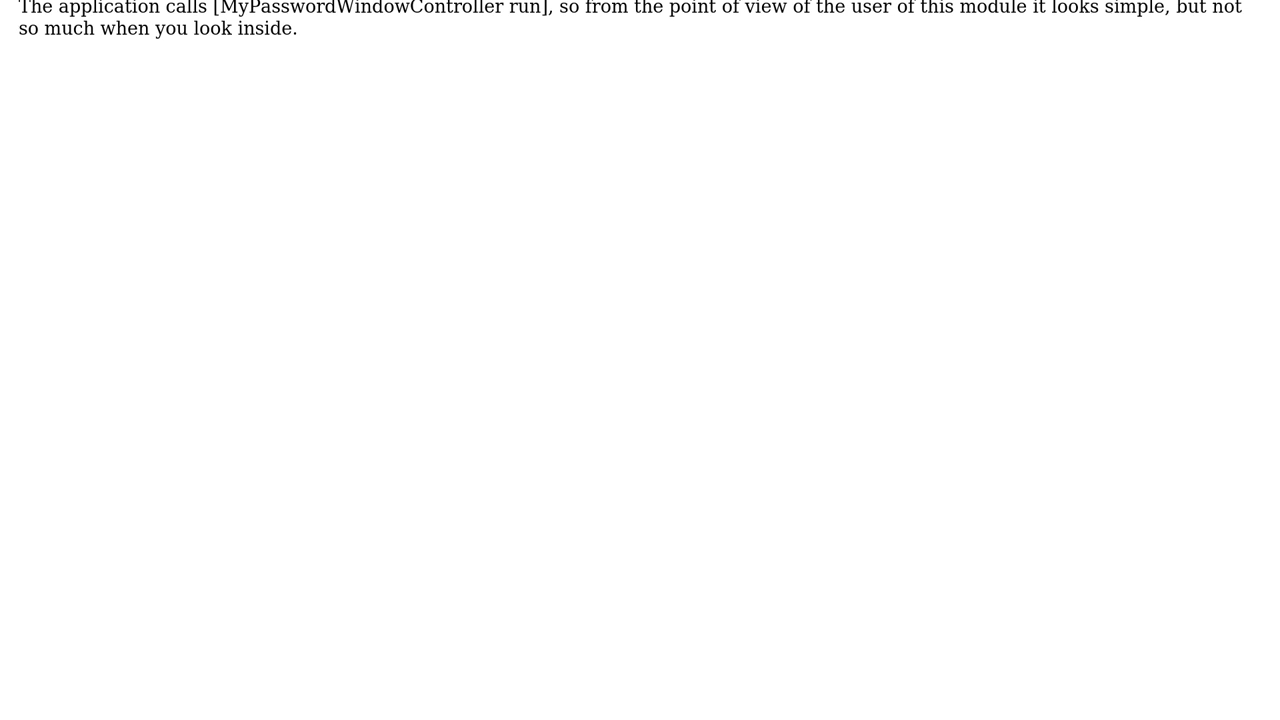 The application calls [MyPasswordWindowController run], so from the point of view of the user of this module it looks simple, but not
so much when you look inside.